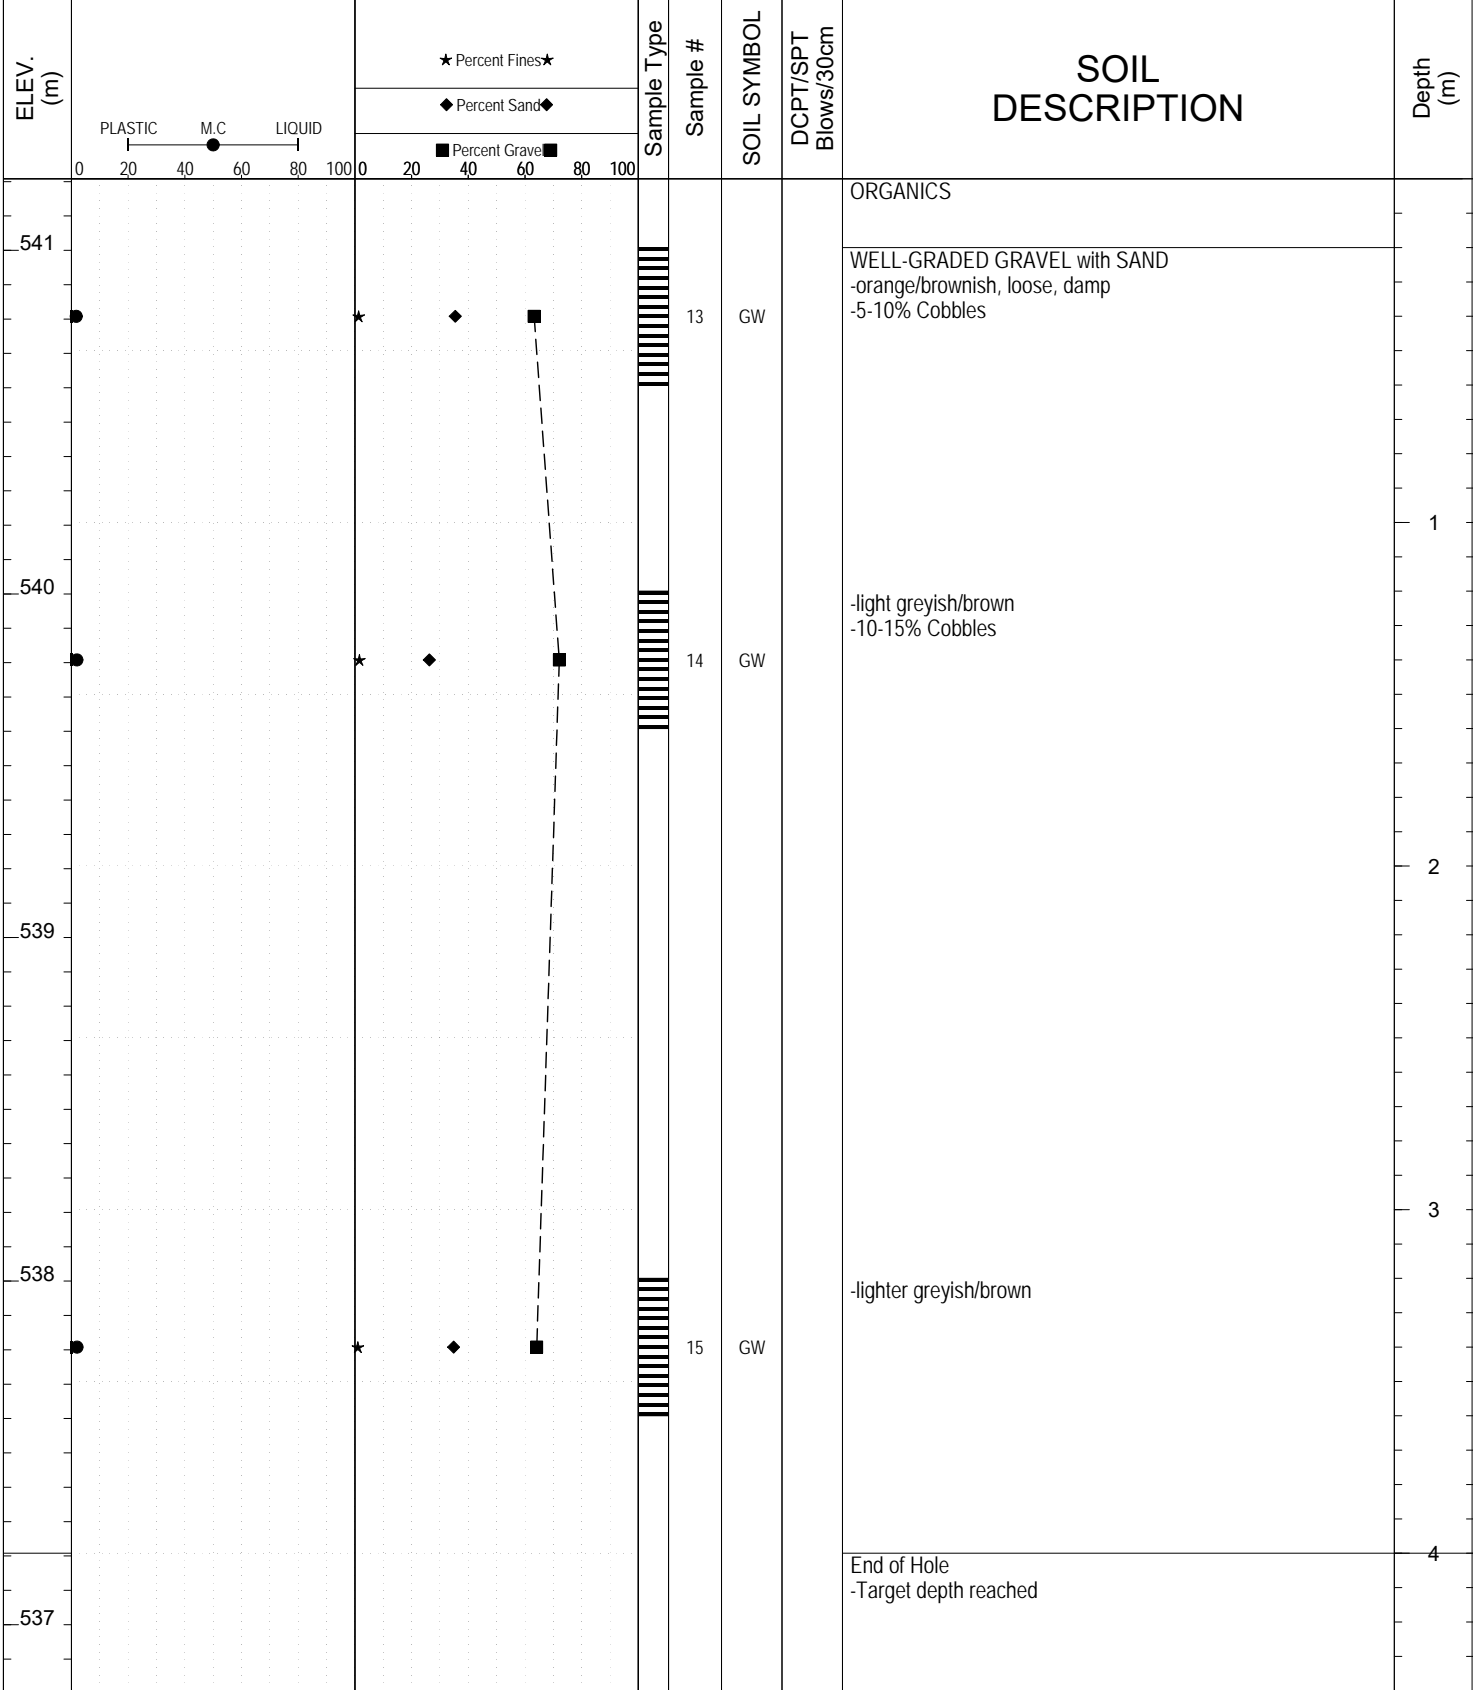 ELEV.
(m)
PLASTIC M.C LIQUID
0 20 40 60 80 100
★ Percent Fines ★
◆ Percent Sand ◆
■ Percent Gravel ■
0 20 40 60 80 100
Sample Type
Sample #
SOIL SYMBOL
DCPT/SPT
Blows/30cm
SOIL
DESCRIPTION
Depth
(m)
ORGANICS
541
WELL-GRADED GRAVEL with SAND
-orange/brownish, loose, damp
-5-10% Cobbles
13 GW
1
540
-light greyish/brown
-10-15% Cobbles
14 GW
2
539
3
538
-lighter greyish/brown
15 GW
4
End of Hole
-Target depth reached
537